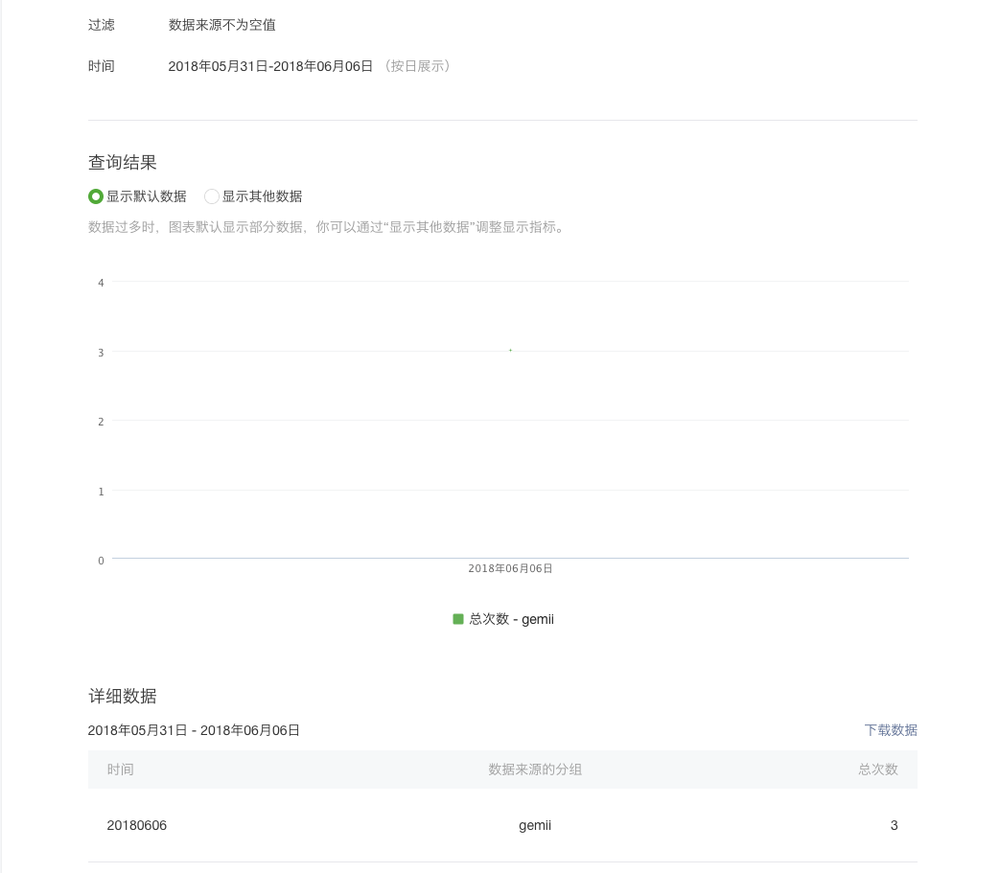 过滤 数据来源不为空值
时间 2018年05月31日-2018年06月06日 （按日展示）
查询结果
显示默认数据 显示其他数据
数据过多时，图表默认显示部分数据，你可以通过“显示其他数据”调整显示指标。
4
3
2
1
0
2018年06月06日
总次数 - gemii
详细数据
2018年05月31日 - 2018年06月06日 下载数据
时间 数据来源的分组 总次数
20180606 gemii 3